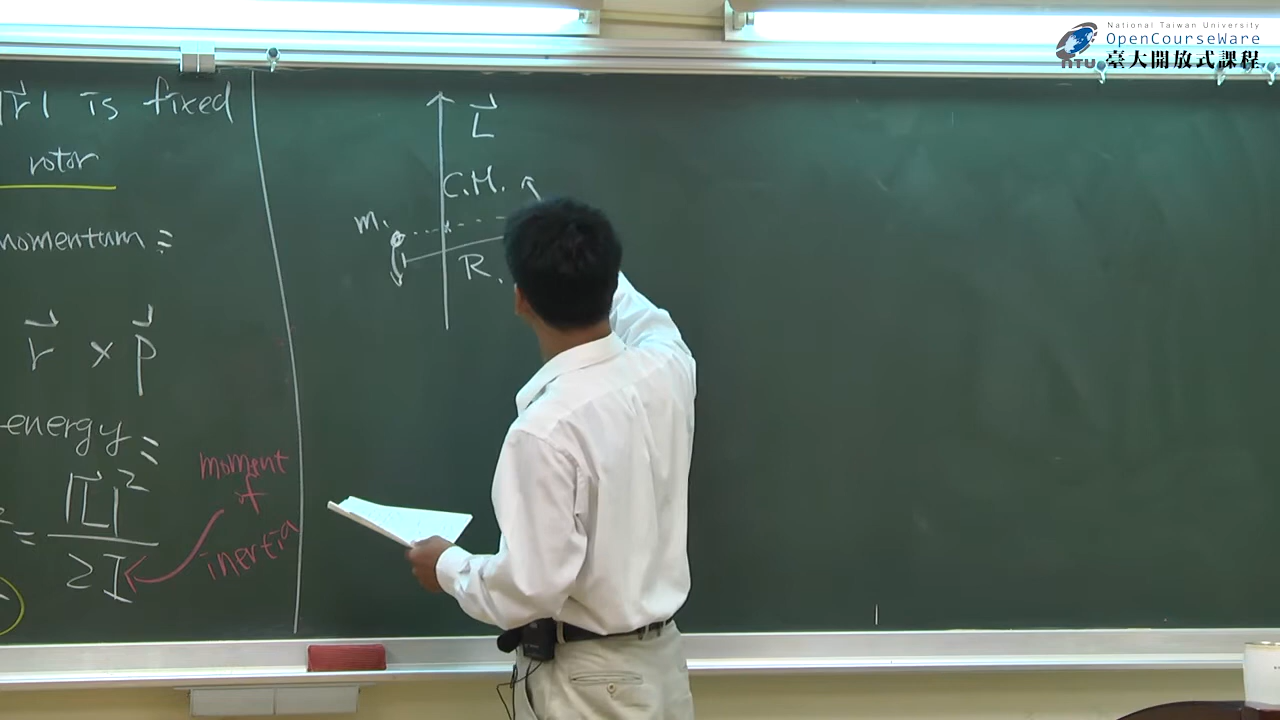 National Taiwan University
OpenCourseWare
NTU 臺大開放式課程
|r⃗| is fixed
rotor
momentum =
r⃗ × p⃗
energy =
= |L⃗|² / 2I
moment
of
inertia
L⃗
C.M.
m₁
R